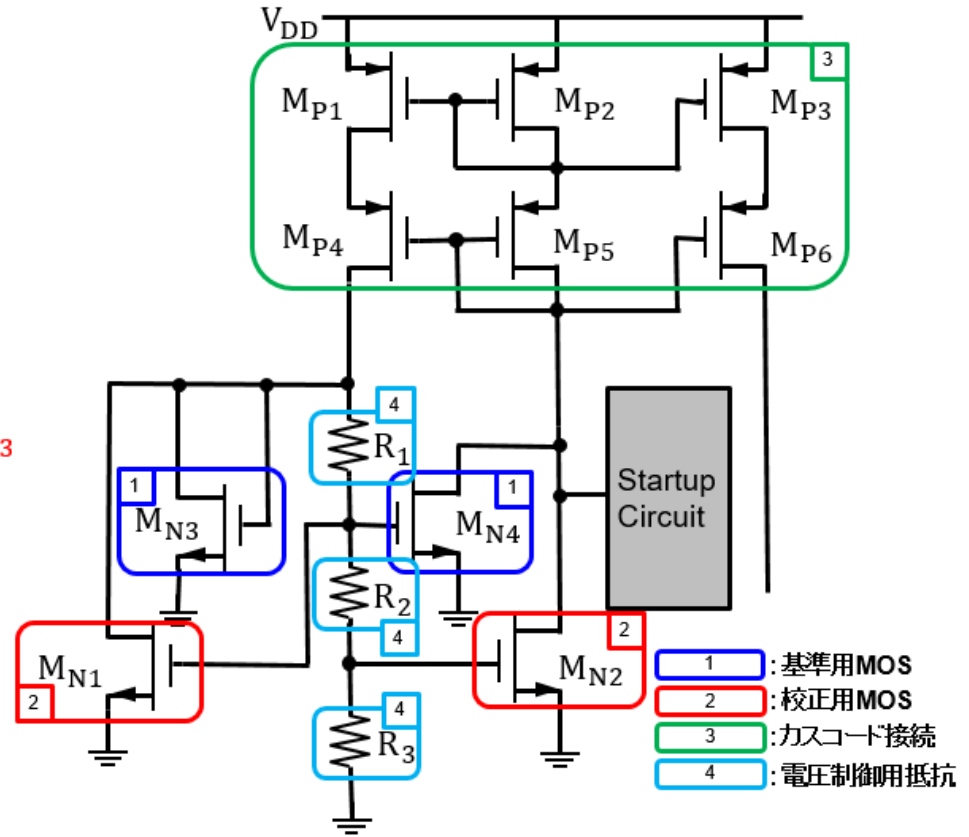 V_DD
3
M_P1
M_P2
M_P3
M_P4
M_P5
M_P6
4
R_1
3
1
M_N3
1
M_N4
Startup
Circuit
R_2
4
2
M_N1
2
M_N2
4
R_3
1 :基準用MOS
2 :校正用MOS
3 :カスコード接続
4 :電圧制御用抵抗